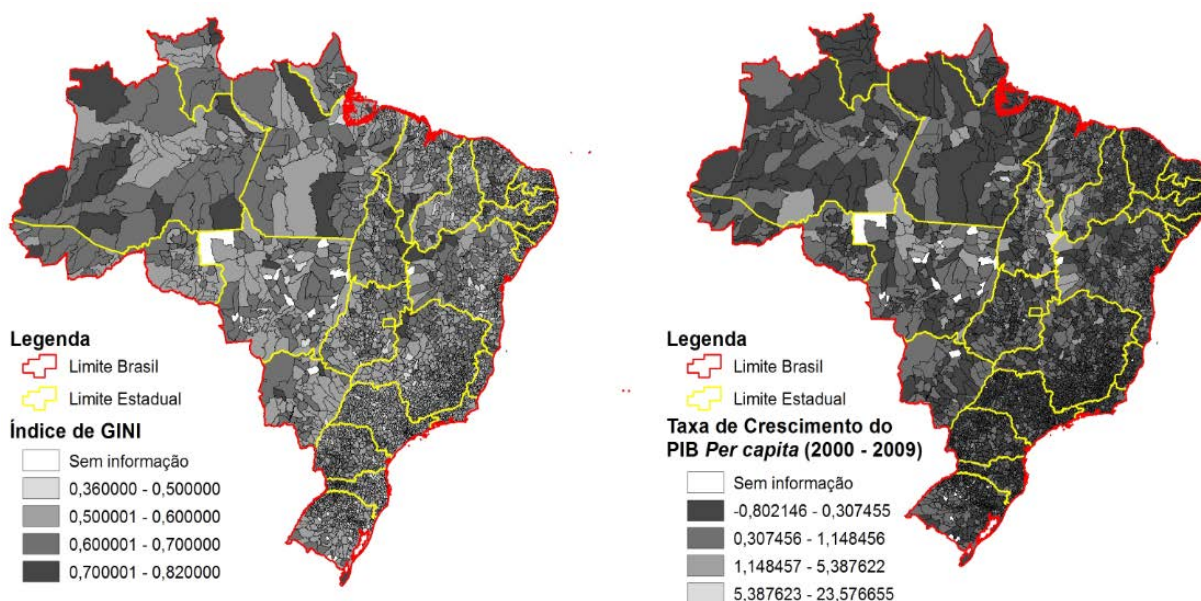 Legenda
Limite Brasil
Limite Estadual
Índice de GINI
Sem informação
0,360000 - 0,500000
0,500001 - 0,600000
0,600001 - 0,700000
0,700001 - 0,820000
Legenda
Limite Brasil
Limite Estadual
Taxa de Crescimento do
PIB Per capita (2000 - 2009)
Sem informação
-0,802146 - 0,307455
0,307456 - 1,148456
1,148457 - 5,387622
5,387623 - 23,576655